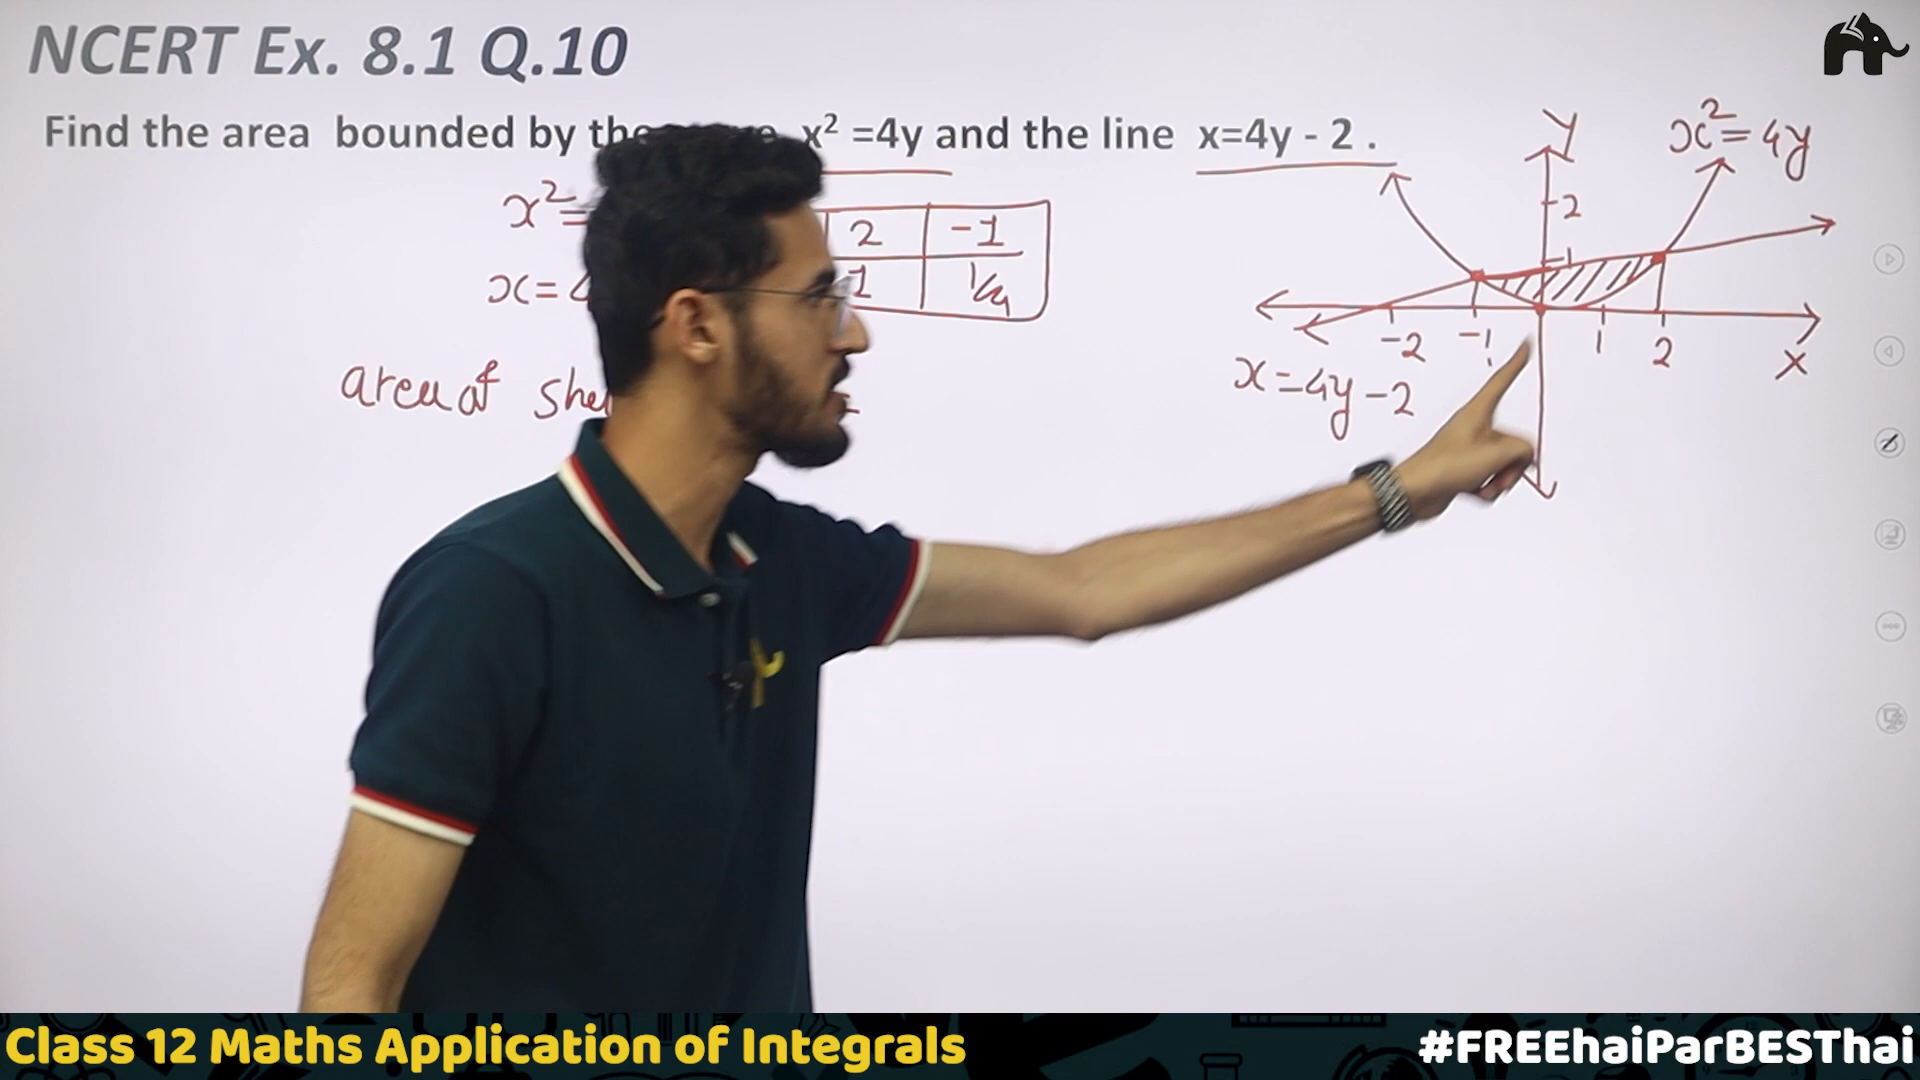 NCERT Ex. 8.1 Q.10
Find the area bounded by the x² =4y and the line x=4y - 2 .
x²=
2 -1
x=
1 1/4
area of
y
x²=4y
2
1
-2 -1 1 2
x
x=4y-2
Class 12 Maths Application of Integrals
#FREEhaiParBESThai